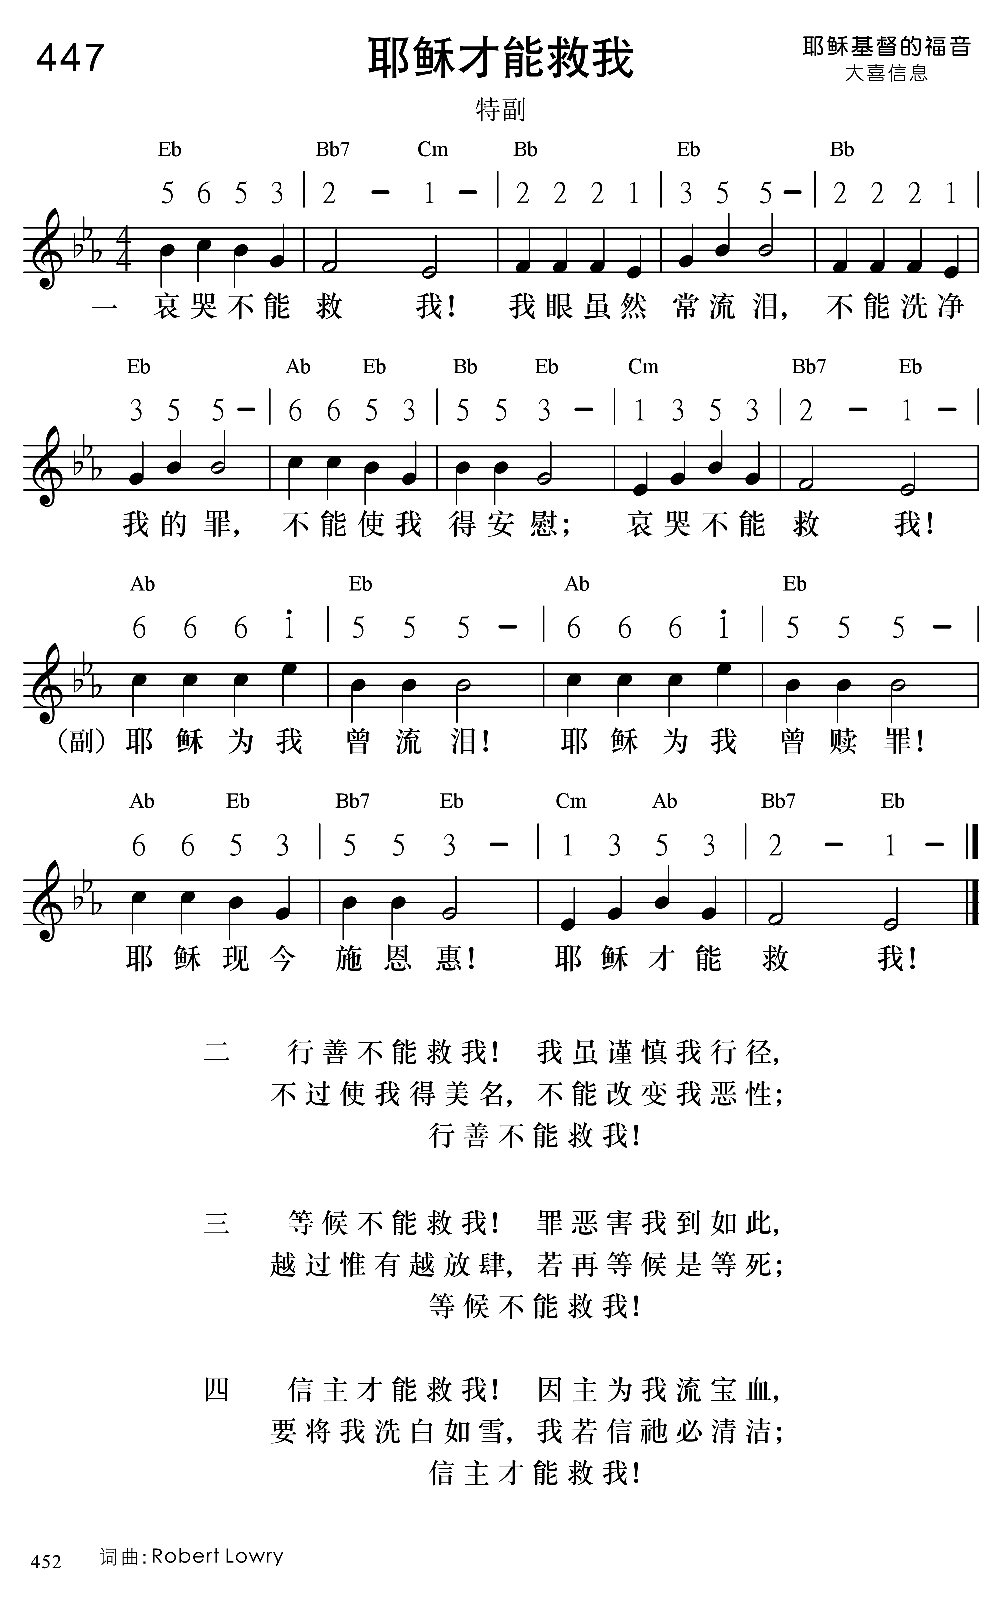 447
耶稣才能救我
耶稣基督的福音
大喜信息
特副
Eb Bb7 Cm Bb Eb Bb
5 6 5 3 | 2 - 1 - | 2 2 2 1 | 3 5 5 - | 2 2 2 1 |
4
4
一 哀哭不能 救 我！ 我眼虽然 常流泪， 不能洗净
Eb Ab Eb Bb Eb Cm Bb7 Eb
3 5 5 - | 6 6 5 3 | 5 5 3 - | 1 3 5 3 | 2 - 1 - |
我的罪， 不能使我 得安慰； 哀哭不能 救 我！
Ab Eb Ab Eb
6 6 6 i | 5 5 5 - | 6 6 6 i | 5 5 5 - |
（副）耶稣为我 曾流泪！ 耶稣为我 曾赎罪！
Ab Eb Bb7 Eb Cm Ab Bb7 Eb
6 6 5 3 | 5 5 3 - | 1 3 5 3 | 2 - 1 - ‖
耶稣现今 施恩惠！ 耶稣才能 救 我！
二 行善不能救我！ 我虽谨慎我行径，
不过使我得美名， 不能改变我恶性；
行善不能救我！
三 等候不能救我！ 罪恶害我到如此，
越过惟有越放肆， 若再等候是等死；
等候不能救我！
四 信主才能救我！ 因主为我流宝血，
要将我洗白如雪， 我若信祂必清洁；
信主才能救我！
452 词曲：Robert Lowry